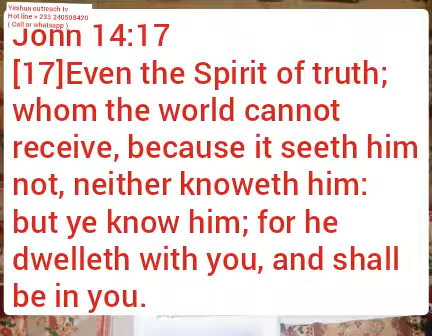 Yeshua outreach tv
Hot line + 233 240598420
( Call or whatsapp )
John 14:17
[17]Even the Spirit of truth;
whom the world cannot
receive, because it seeth him
not, neither knoweth him:
but ye know him; for he
dwelleth with you, and shall
be in you.